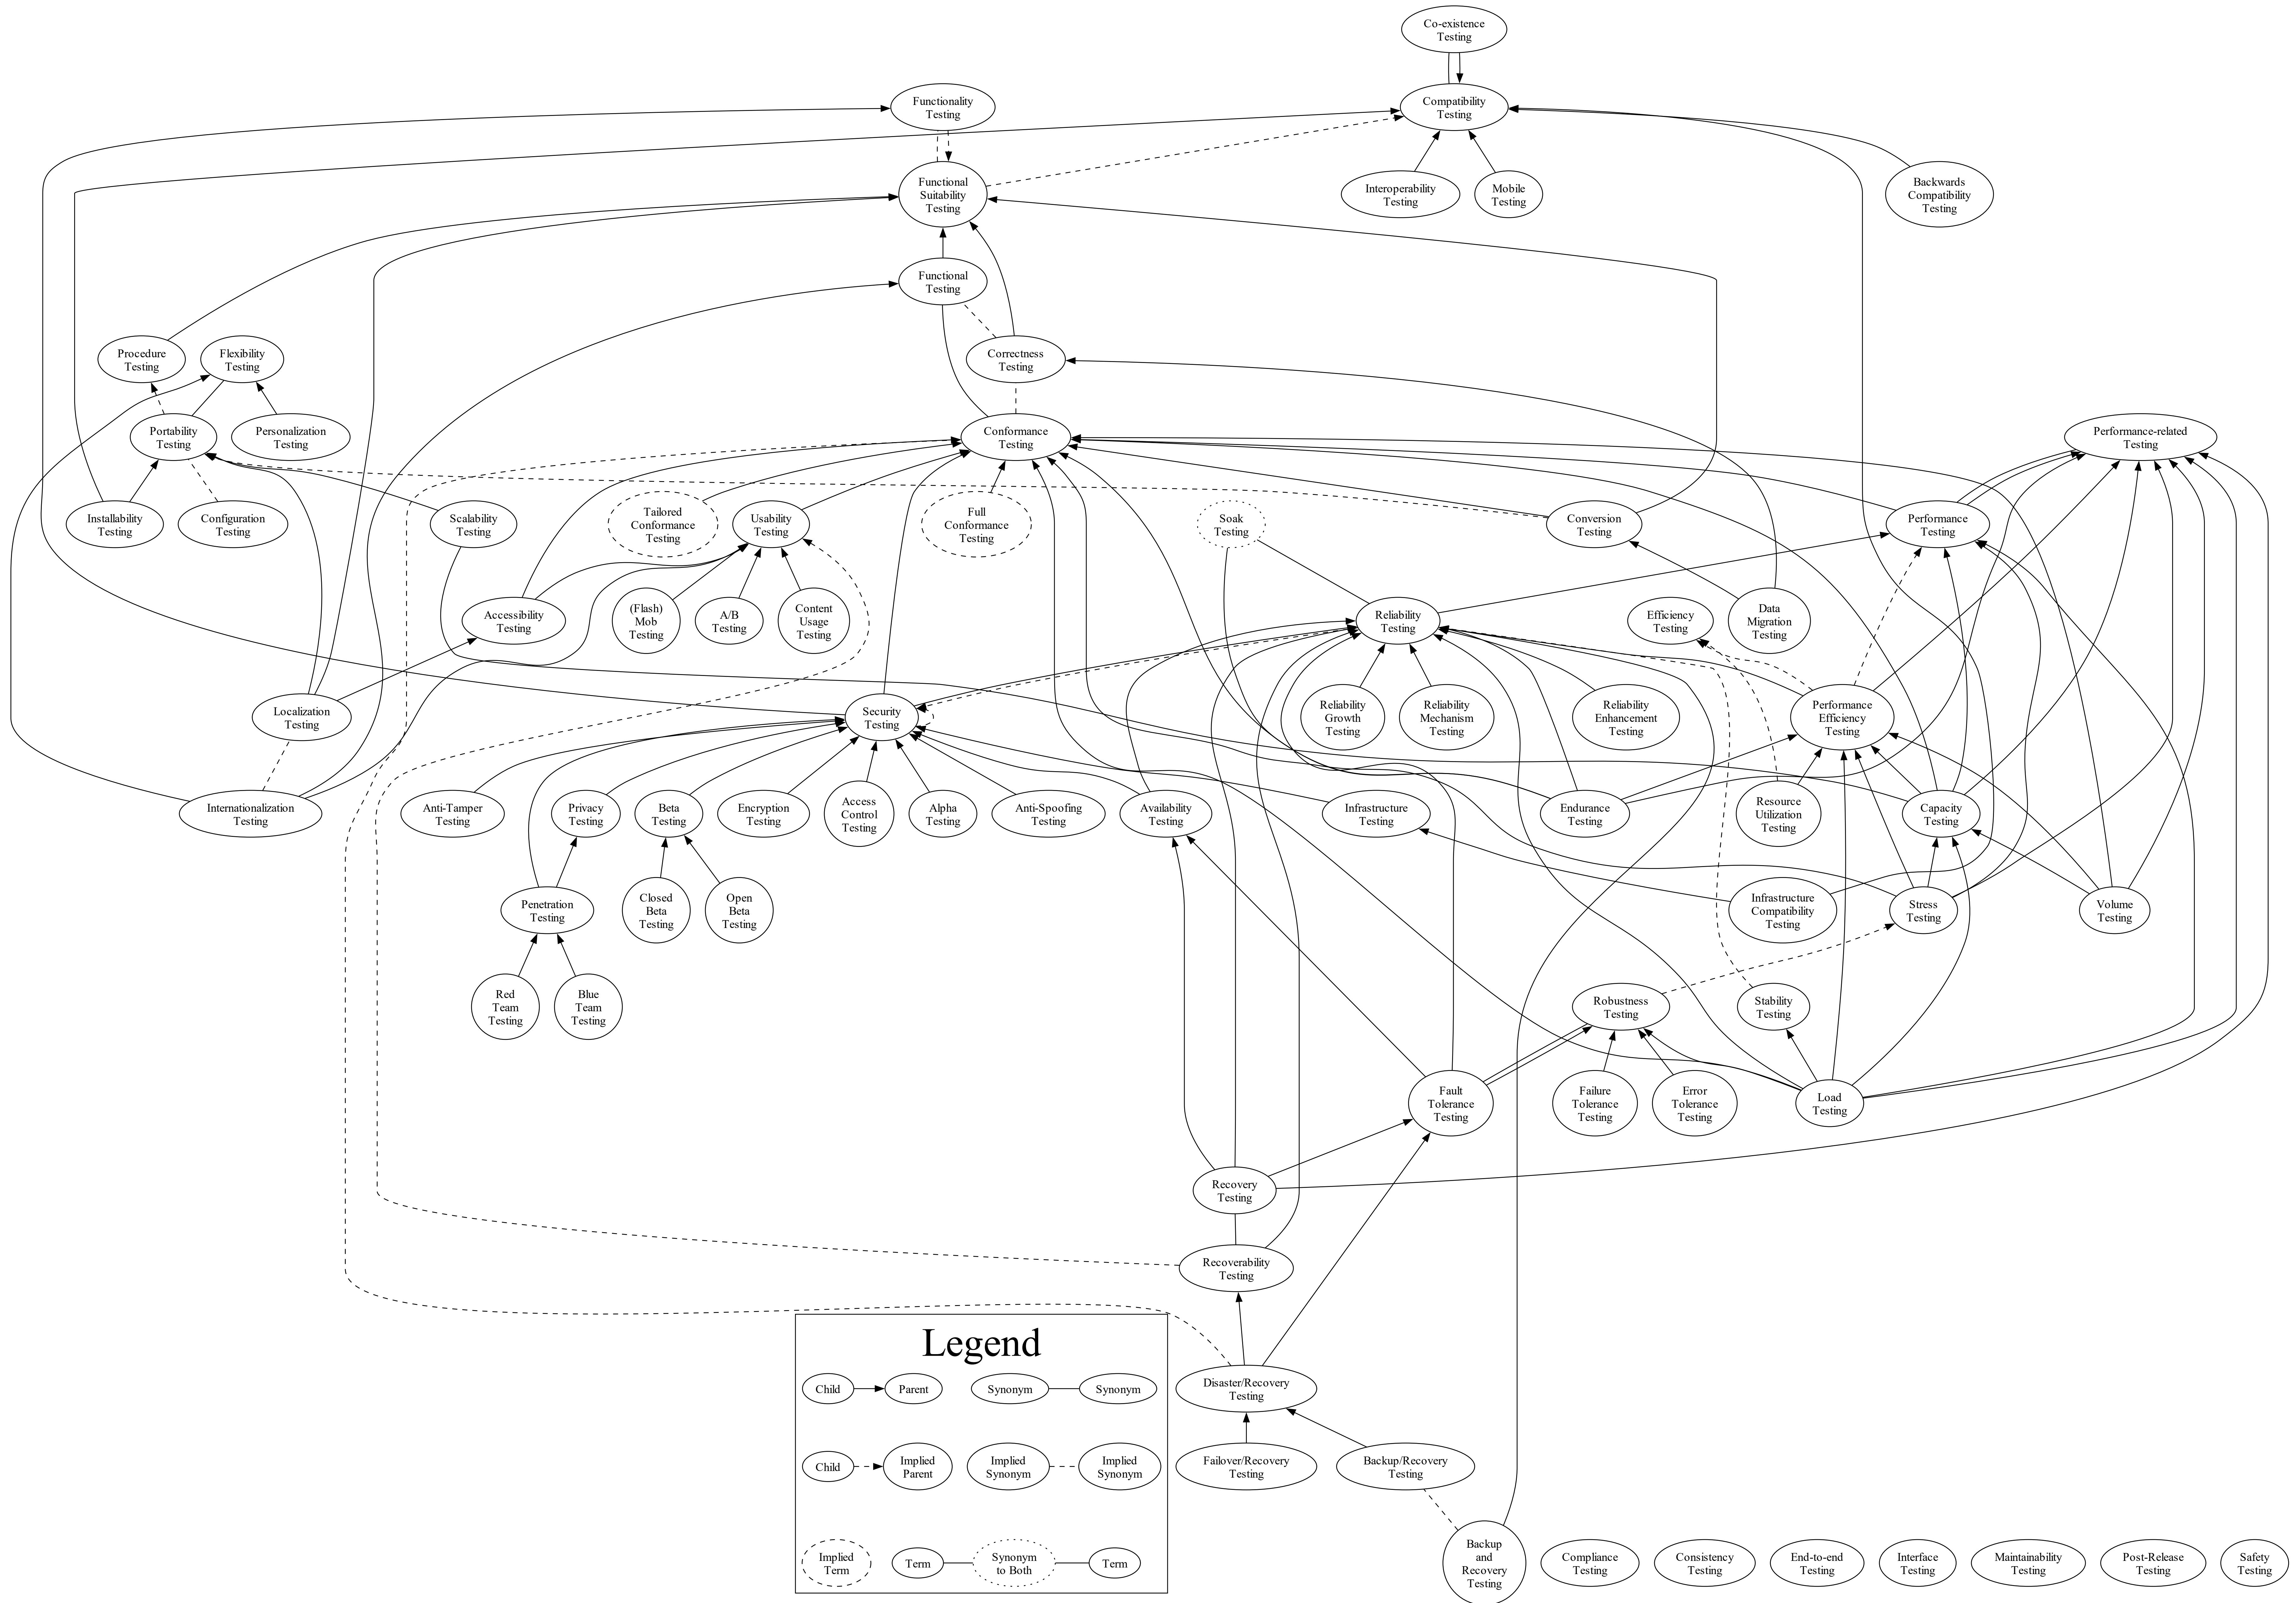 Co-existence
Testing
Functionality
Testing
Compatibility
Testing
Functional
Suitability
Testing
Interoperability
Testing
Mobile
Testing
Backwards
Compatibility
Testing
Functional
Testing
Procedure
Testing
Flexibility
Testing
Correctness
Testing
Portability
Testing
Personalization
Testing
Conformance
Testing
Performance-related
Testing
Installability
Testing
Configuration
Testing
Scalability
Testing
Tailored
Conformance
Testing
Usability
Testing
Full
Conformance
Testing
Soak
Testing
Conversion
Testing
Performance
Testing
Accessibility
Testing
(Flash)
Mob
Testing
A/B
Testing
Content
Usage
Testing
Reliability
Testing
Efficiency
Testing
Data
Migration
Testing
Localization
Testing
Security
Testing
Reliability
Growth
Testing
Reliability
Mechanism
Testing
Reliability
Enhancement
Testing
Performance
Efficiency
Testing
Internationalization
Testing
Anti-Tamper
Testing
Privacy
Testing
Beta
Testing
Encryption
Testing
Access
Control
Testing
Alpha
Testing
Anti-Spoofing
Testing
Availability
Testing
Infrastructure
Testing
Endurance
Testing
Resource
Utilization
Testing
Capacity
Testing
Penetration
Testing
Closed
Beta
Testing
Open
Beta
Testing
Infrastructure
Compatibility
Testing
Stress
Testing
Volume
Testing
Red
Team
Testing
Blue
Team
Testing
Robustness
Testing
Stability
Testing
Fault
Tolerance
Testing
Failure
Tolerance
Testing
Error
Tolerance
Testing
Load
Testing
Recovery
Testing
Recoverability
Testing
Legend
Child
Parent
Synonym
Synonym
Disaster/Recovery
Testing
Child
Implied
Parent
Implied
Synonym
Implied
Synonym
Failover/Recovery
Testing
Backup/Recovery
Testing
Implied
Term
Term
Synonym
to Both
Term
Backup
and
Recovery
Testing
Compliance
Testing
Consistency
Testing
End-to-end
Testing
Interface
Testing
Maintainability
Testing
Post-Release
Testing
Safety
Testing